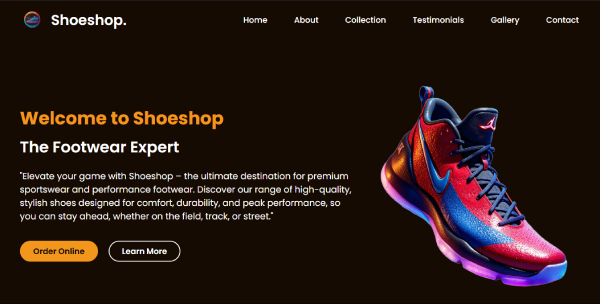 Shoeshop. Home About Collection Testimonials Gallery Contact
Welcome to Shoeshop
The Footwear Expert
"Elevate your game with Shoeshop – the ultimate destination for premium
sportswear and performance footwear. Discover our range of high-quality,
stylish shoes designed for comfort, durability, and peak performance, so
you can stay ahead, whether on the field, track, or street."
Order Online Learn More